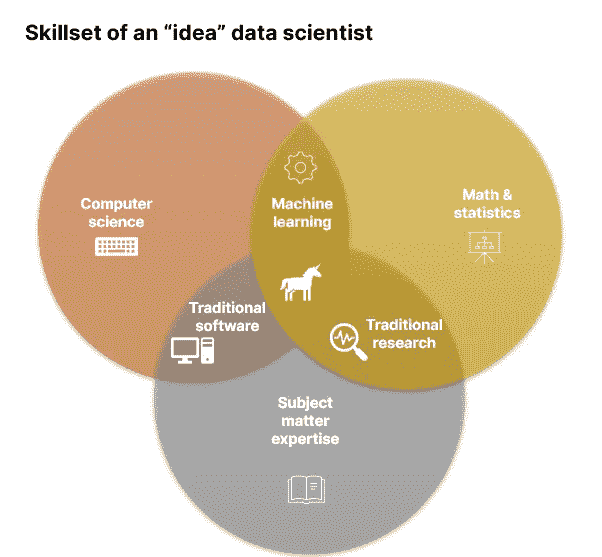 Skillset of an “idea” data scientist
Computer
science
Machine
learning
Math &
statistics
Traditional
software
Traditional
research
Subject
matter
expertise